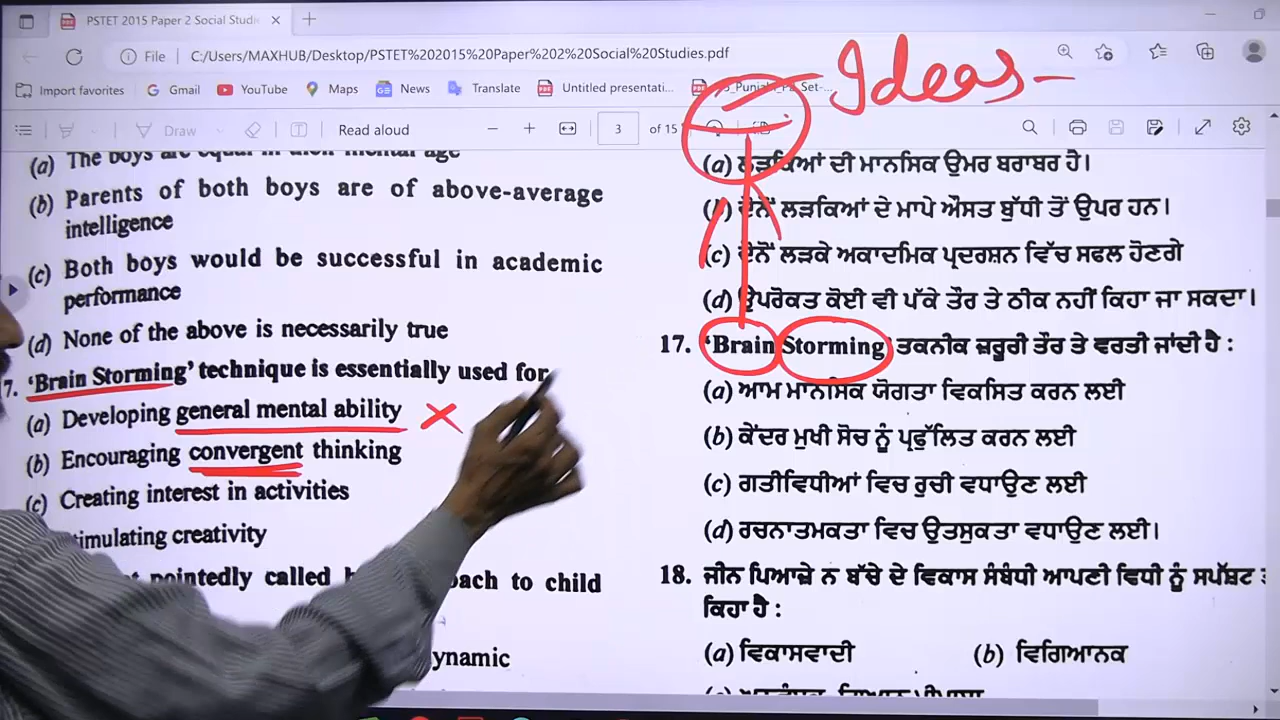 PSTET 2015 Paper 2 Social Studi
File C:/Users/MAXHUB/Desktop/PSTET%202015%20Paper%202%20Social%20Studies.pdf
Import favorites Gmail YouTube Maps News Translate Untitled presentati... Set-...
Draw Read aloud 3 of 15
Ideas
(a) The boys are equal in their mental age
(b) Parents of both boys are of above-average
intelligence
(c) Both boys would be successful in academic
performance
(d) None of the above is necessarily true
7. 'Brain Storming' technique is essentially used for
(a) Developing general mental ability
(b) Encouraging convergent thinking
(c) Creating interest in activities
timulating creativity
pointedly called
ach to child
ynamic
(a) ਲੜਕਿਆਂ ਦੀ ਮਾਨਸਿਕ ਉਮਰ ਬਰਾਬਰ ਹੈ।
ਦੋਨੋਂ ਲੜਕਿਆਂ ਦੇ ਮਾਪੇ ਔਸਤ ਬੁੱਧੀ ਤੋਂ ਉਪਰ ਹਨ।
(c) ਦੋਨੋਂ ਲੜਕੇ ਅਕਾਦਮਿਕ ਪ੍ਰਦਰਸ਼ਨ ਵਿੱਚ ਸਫਲ ਹੋਣਗੇ
(d) ਉਪਰੋਕਤ ਕੋਈ ਵੀ ਪੱਕੇ ਤੌਰ ਤੇ ਠੀਕ ਨਹੀਂ ਕਿਹਾ ਜਾ ਸਕਦਾ।
17. 'Brain Storming' ਤਕਨੀਕ ਜ਼ਰੂਰੀ ਤੌਰ ਤੇ ਵਰਤੀ ਜਾਂਦੀ ਹੈ :
(a) ਆਮ ਮਾਨਸਿਕ ਯੋਗਤਾ ਵਿਕਸਿਤ ਕਰਨ ਲਈ
(b) ਕੇਂਦਰ ਮੁਖੀ ਸੋਚ ਨੂੰ ਪ੍ਰਫੁੱਲਿਤ ਕਰਨ ਲਈ
(c) ਗਤੀਵਿਧੀਆਂ ਵਿਚ ਰੁਚੀ ਵਧਾਉਣ ਲਈ
(d) ਰਚਨਾਤਮਕਤਾ ਵਿਚ ਉਤਸੁਕਤਾ ਵਧਾਉਣ ਲਈ।
18. ਜੀਨ ਪਿਆਜ਼ੇ ਨ ਬੱਚੇ ਦੇ ਵਿਕਾਸ ਸੰਬੰਧੀ ਆਪਣੀ ਵਿਧੀ ਨੂੰ ਸਪੱਸ਼ਟ
ਕਿਹਾ ਹੈ :
(a) ਵਿਕਾਸਵਾਦੀ (b) ਵਿਗਿਆਨਕ